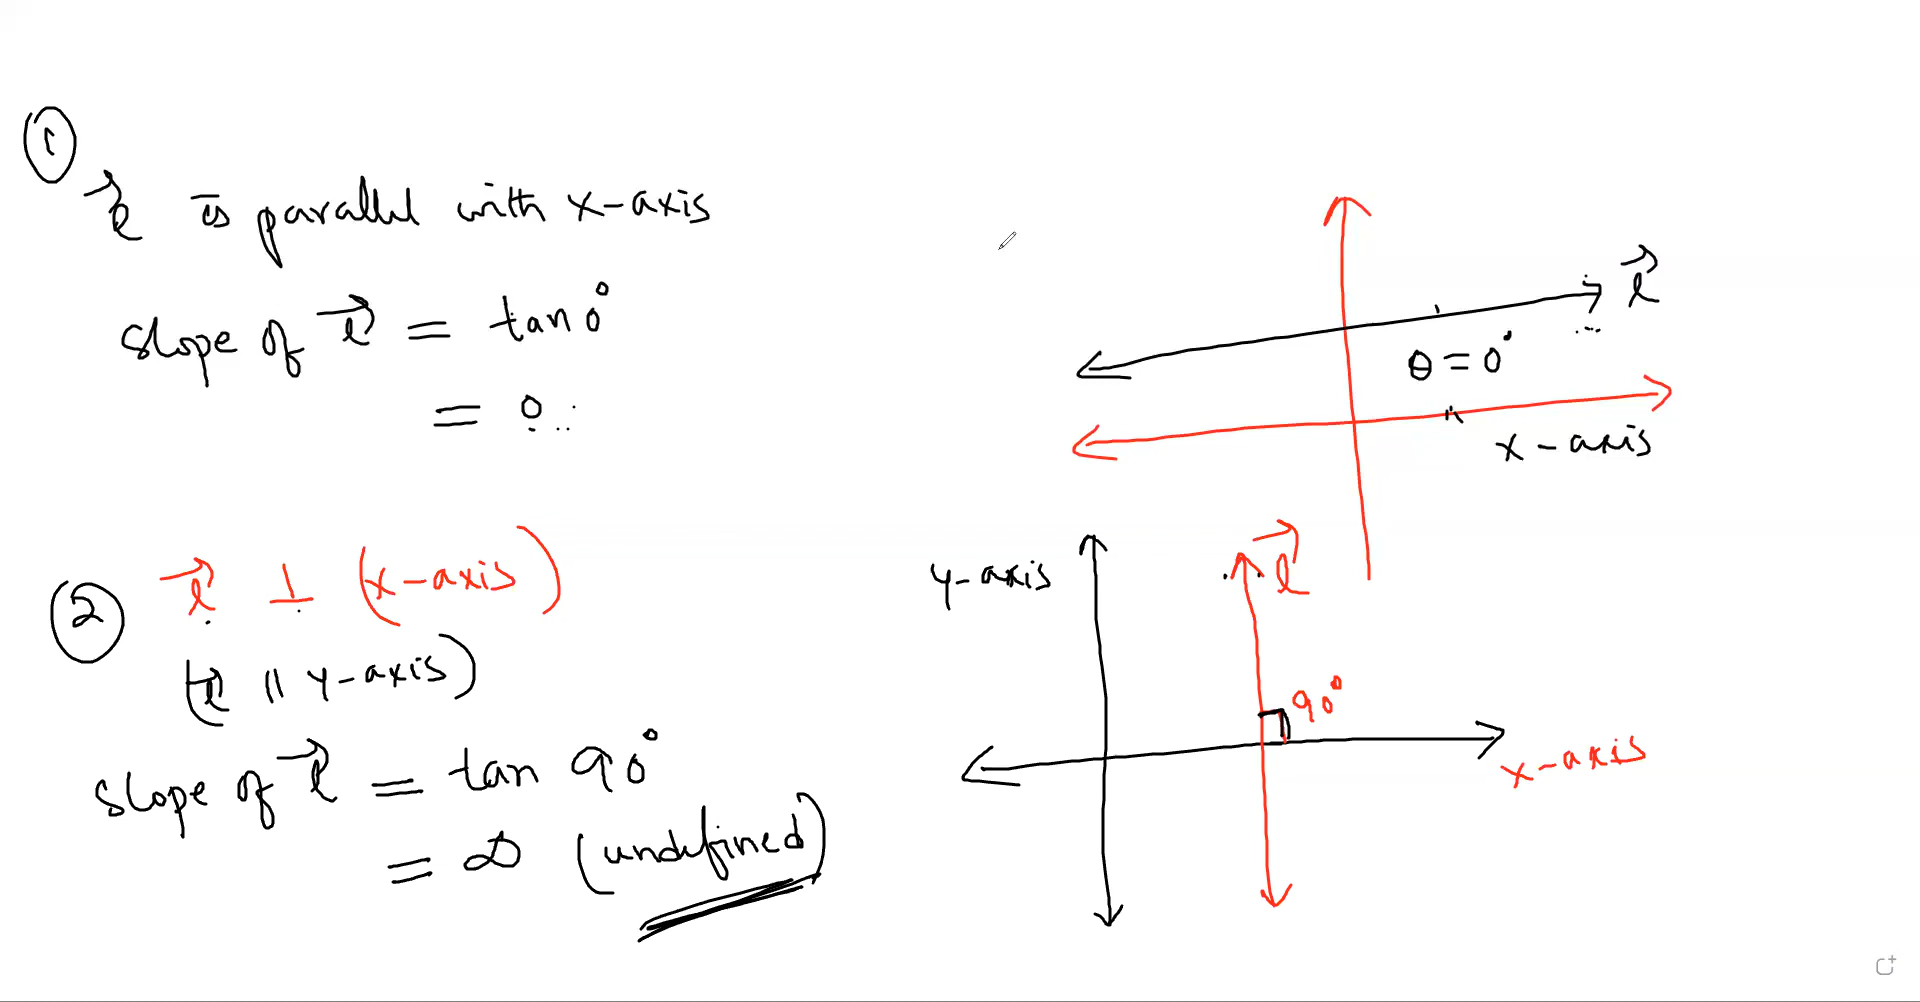 ①
→l is parallel with x-axis
slope of →l = tan 0°
= 0
→l
θ = 0°
x - axis
② →l ⊥ (x-axis)
(→l ∥ y-axis)
slope of →l = tan 90°
= ∞ (undefined)
y-axis
→l
90°
x-axis